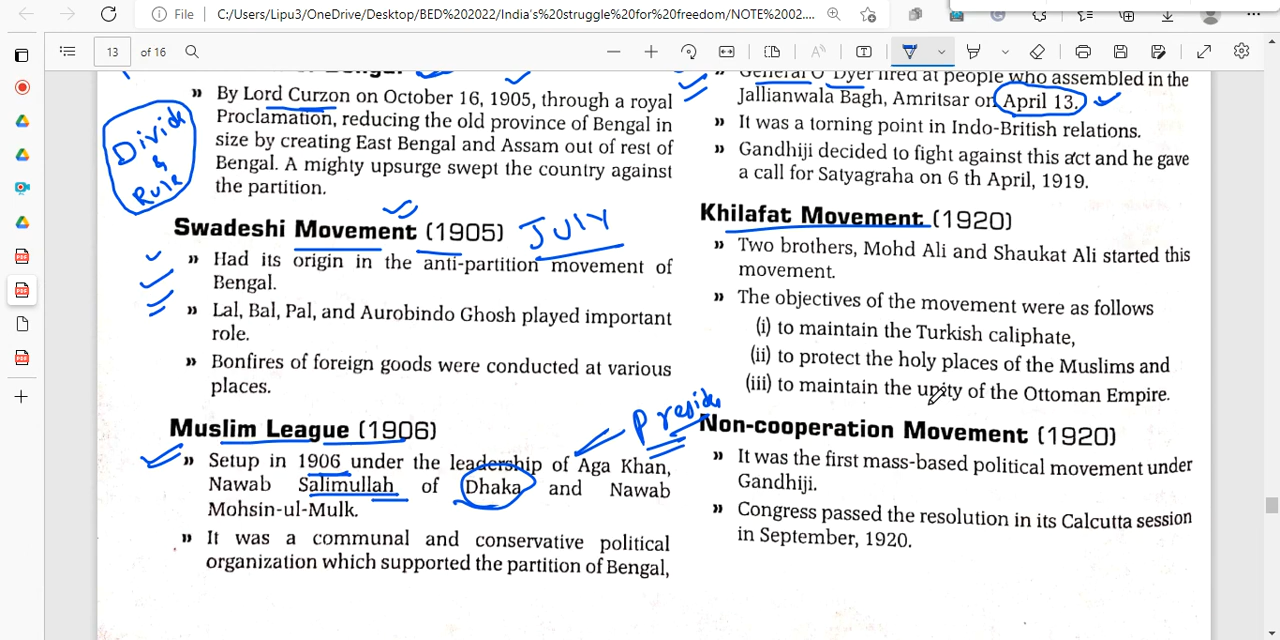 File
C:/Users/Lipu3/OneDrive/Desktop/BED%202022/India's%20struggle%20for%20freedom/NOTE%2002....
13 of 16
» By Lord Curzon on October 16, 1905, through a royal
Proclamation, reducing the old province of Bengal in
size by creating East Bengal and Assam out of rest of
Bengal. A mighty upsurge swept the country against
the partition.
Divide
&
Rule
Swadeshi Movement (1905) JULY
» Had its origin in the anti-partition movement of
Bengal.
» Lal, Bal, Pal, and Aurobindo Ghosh played important
role.
» Bonfires of foreign goods were conducted at various
places.
Muslim League (1906)
Presid
» Setup in 1906 under the leadership of Aga Khan,
Nawab Salimullah of Dhaka and Nawab
Mohsin-ul-Mulk.
» It was a communal and conservative political
organization which supported the partition of Bengal,
» General O' Dyer fired at people who assembled in the
Jallianwala Bagh, Amritsar on April 13.
» It was a torning point in Indo-British relations.
» Gandhiji decided to fight against this act and he gave
a call for Satyagraha on 6 th April, 1919.
Khilafat Movement (1920)
» Two brothers, Mohd Ali and Shaukat Ali started this
movement.
» The objectives of the movement were as follows
(i) to maintain the Turkish caliphate,
(ii) to protect the holy places of the Muslims and
(iii) to maintain the unity of the Ottoman Empire.
Non-cooperation Movement (1920)
» It was the first mass-based political movement under
Gandhiji.
» Congress passed the resolution in its Calcutta session
in September, 1920.